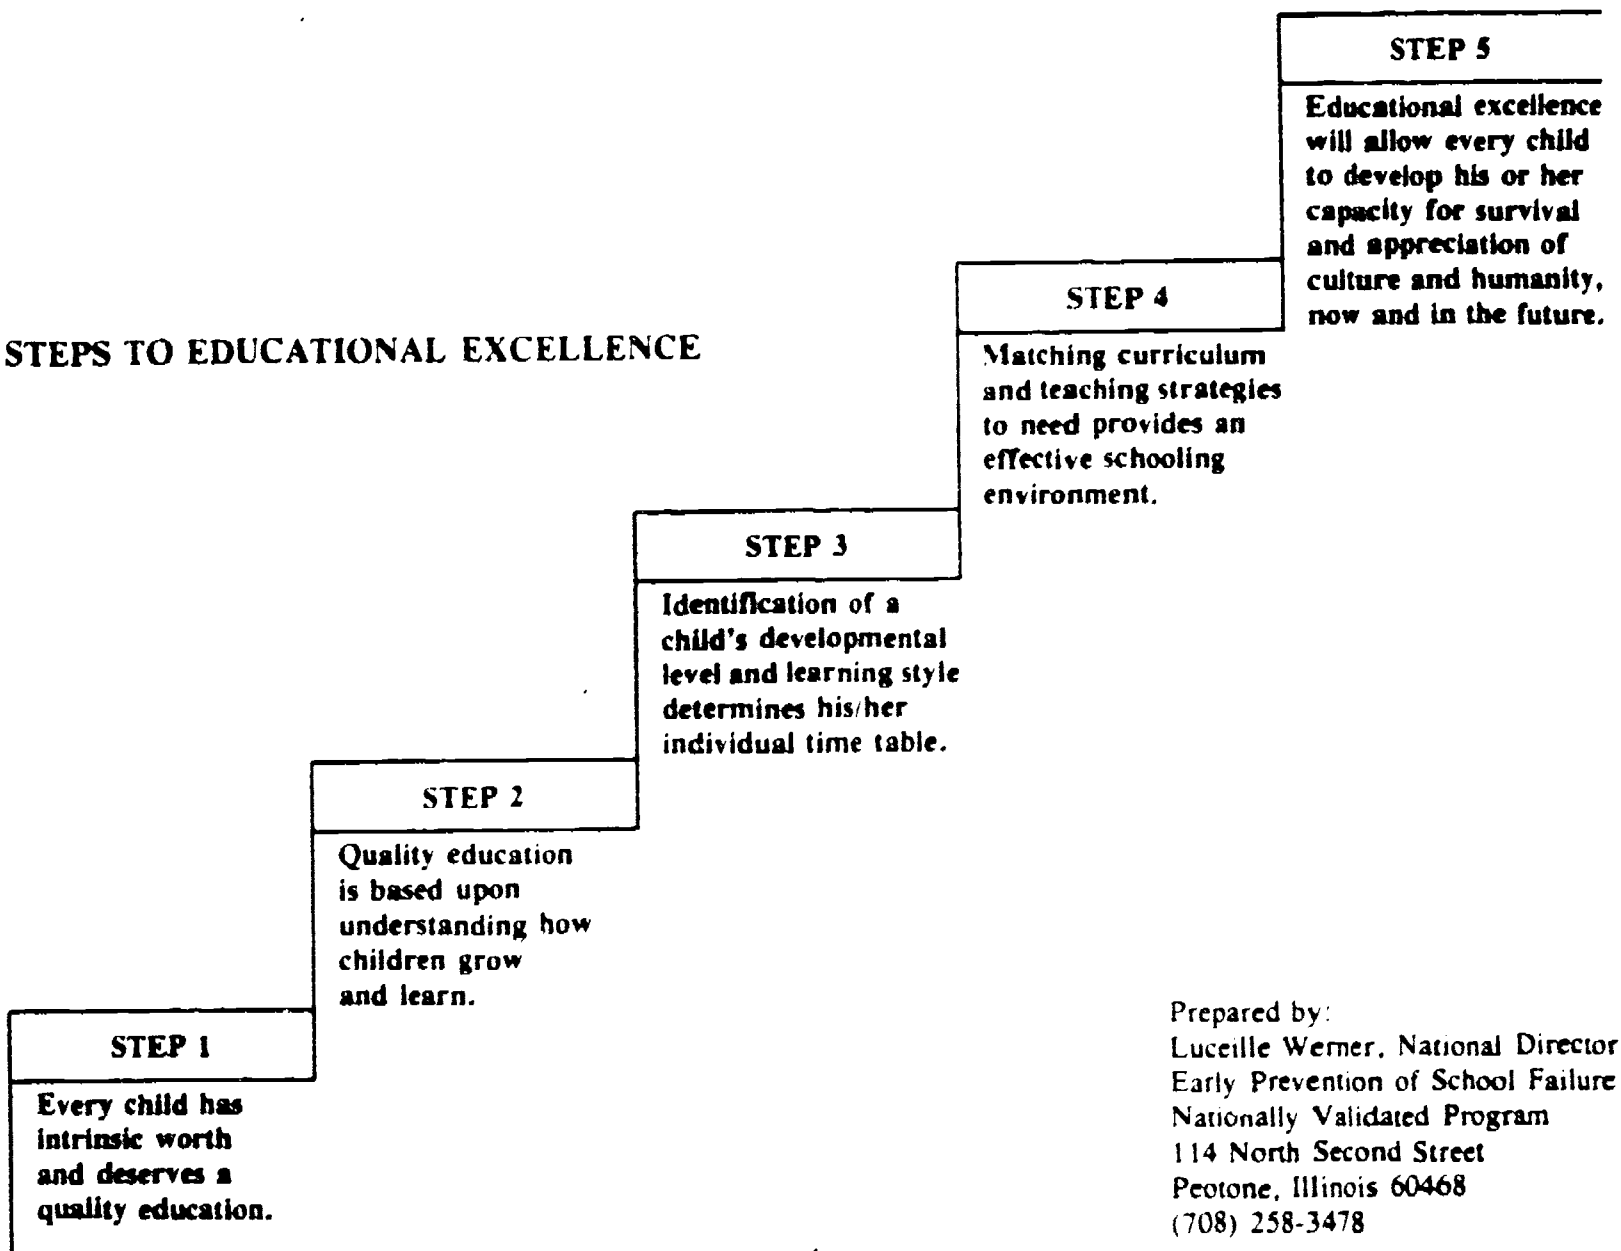 STEPS TO EDUCATIONAL EXCELLENCE
STEP 1
Every child has
intrinsic worth
and deserves a
quality education.
STEP 2
Quality education
is based upon
understanding how
children grow
and learn.
STEP 3
Identification of a
child's developmental
level and learning style
determines his/her
individual time table.
STEP 4
Matching curriculum
and teaching strategies
to need provides an
effective schooling
environment.
STEP 5
Educational excellence
will allow every child
to develop his or her
capacity for survival
and appreciation of
culture and humanity,
now and in the future.
Prepared by:
Luceille Werner, National Director
Early Prevention of School Failure
Nationally Validated Program
114 North Second Street
Peotone, Illinois 60468
(708) 258-3478